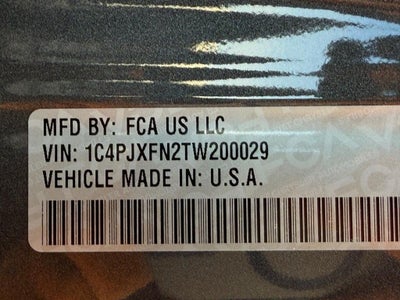 MFD BY: FCA US LLC
VIN: 1C4PJXFN2TW200029
VEHICLE MADE IN: U.S.A.